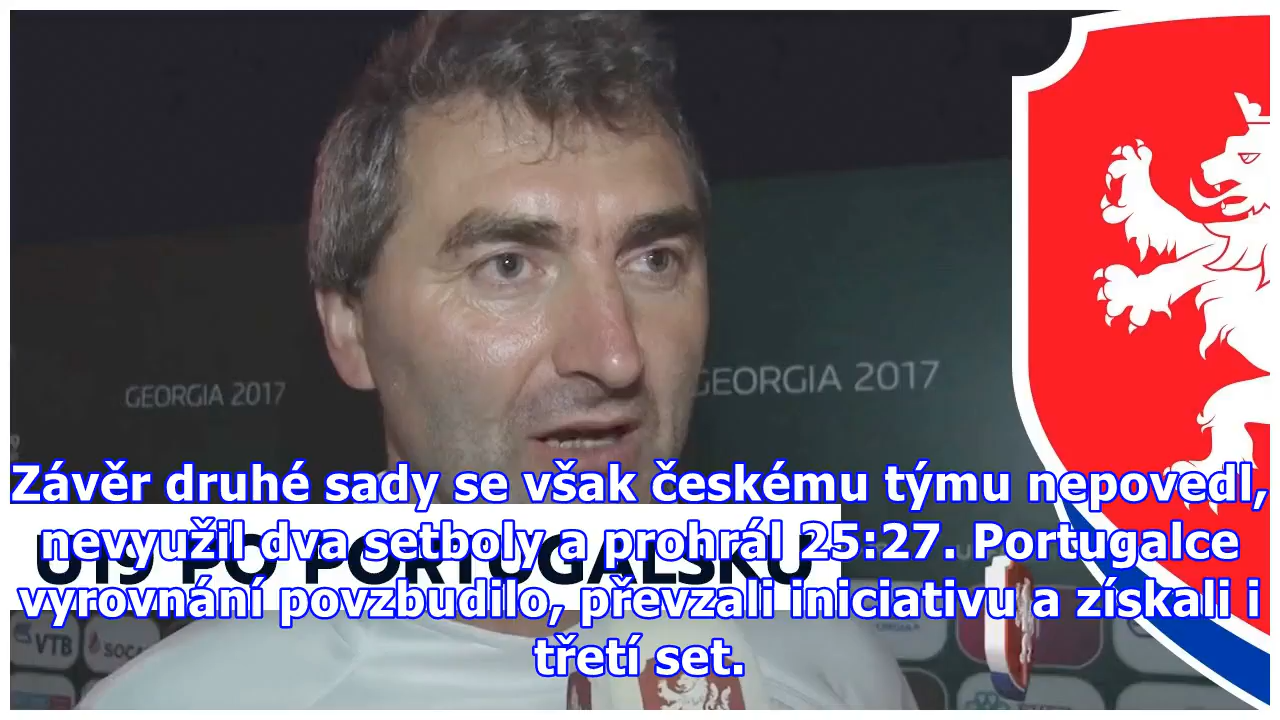 GEORGIA 2017
GEORGIA 2017
Závěr druhé sady se však českému týmu nepovedl,
nevyužil dva setboly a prohrál 25:27. Portugalce
vyrovnání povzbudilo, převzali iniciativu a získali i
třetí set.
U19 PO PORTUGALSKU
VTB
SOCA